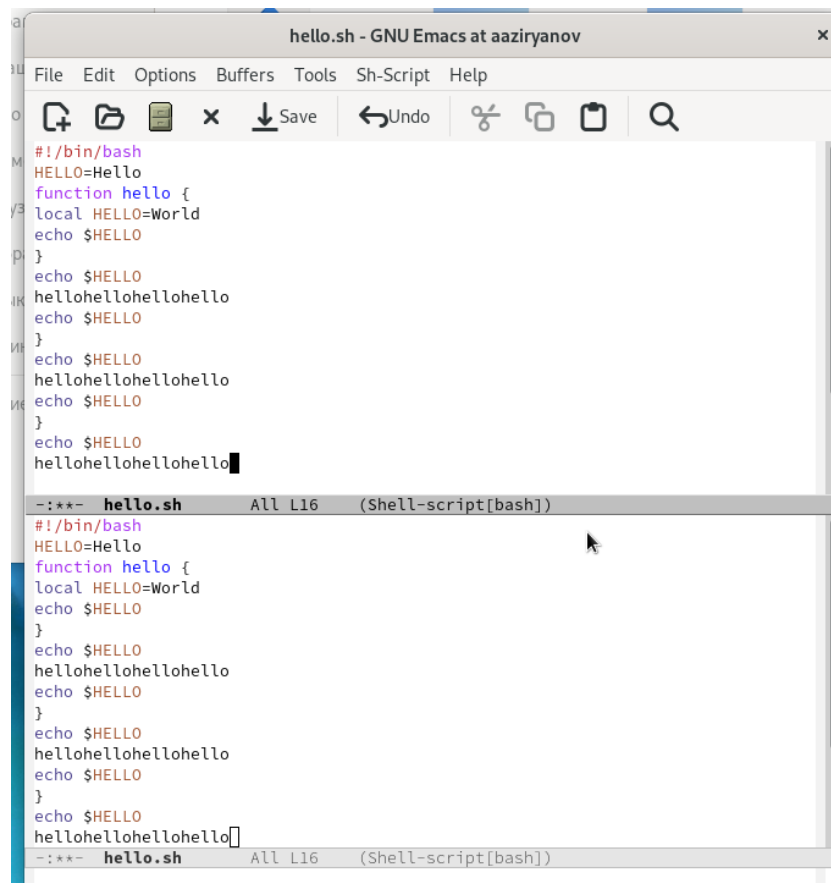 hello.sh - GNU Emacs at aaziryanov
File Edit Options Buffers Tools Sh-Script Help
Save Undo
#!/bin/bash
HELLO=Hello
function hello {
local HELLO=World
echo $HELLO
}
echo $HELLO
hellohellohellohello
echo $HELLO
}
echo $HELLO
hellohellohellohello
echo $HELLO
}
echo $HELLO
hellohellohellohello
-:**- hello.sh All L16 (Shell-script[bash])
#!/bin/bash
HELLO=Hello
function hello {
local HELLO=World
echo $HELLO
}
echo $HELLO
hellohellohellohello
echo $HELLO
}
echo $HELLO
hellohellohellohello
echo $HELLO
}
echo $HELLO
hellohellohellohello
-:**- hello.sh All L16 (Shell-script[bash])